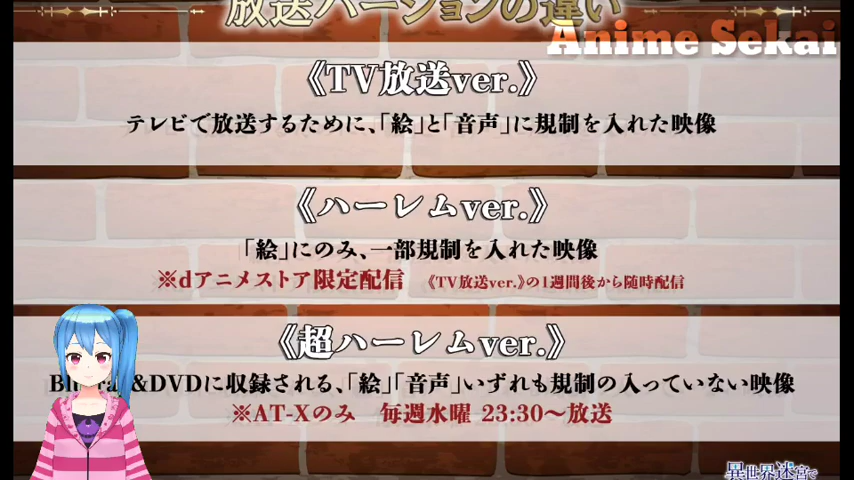 放送バージョンの違い
Anime Sekai
《TV放送ver.》
テレビで放送するために、「絵」と「音声」に規制を入れた映像
《ハーレムver.》
「絵」にのみ、一部規制を入れた映像
※dアニメストア限定配信 《TV放送ver.》の1週間後から随時配信
《超ハーレムver.》
Blu-ray&DVDに収録される、「絵」「音声」いずれも規制の入っていない映像
※AT-Xのみ 毎週水曜 23:30〜放送
異世界迷宮で